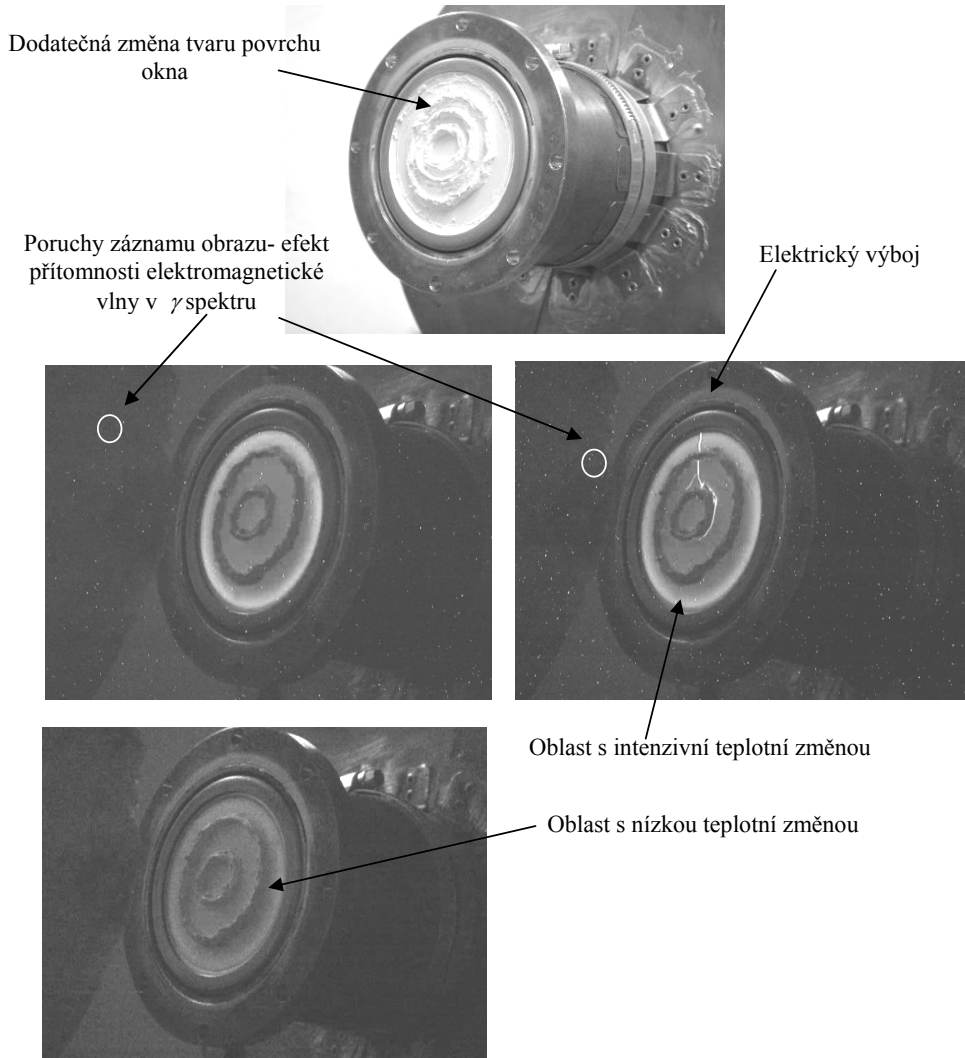 Dodatečná změna tvaru povrchu
okna
Poruchy záznamu obrazu- efekt
přítomnosti elektromagnetické
vlny v γ spektru
Elektrický výboj
Oblast s intenzivní teplotní změnou
Oblast s nízkou teplotní změnou